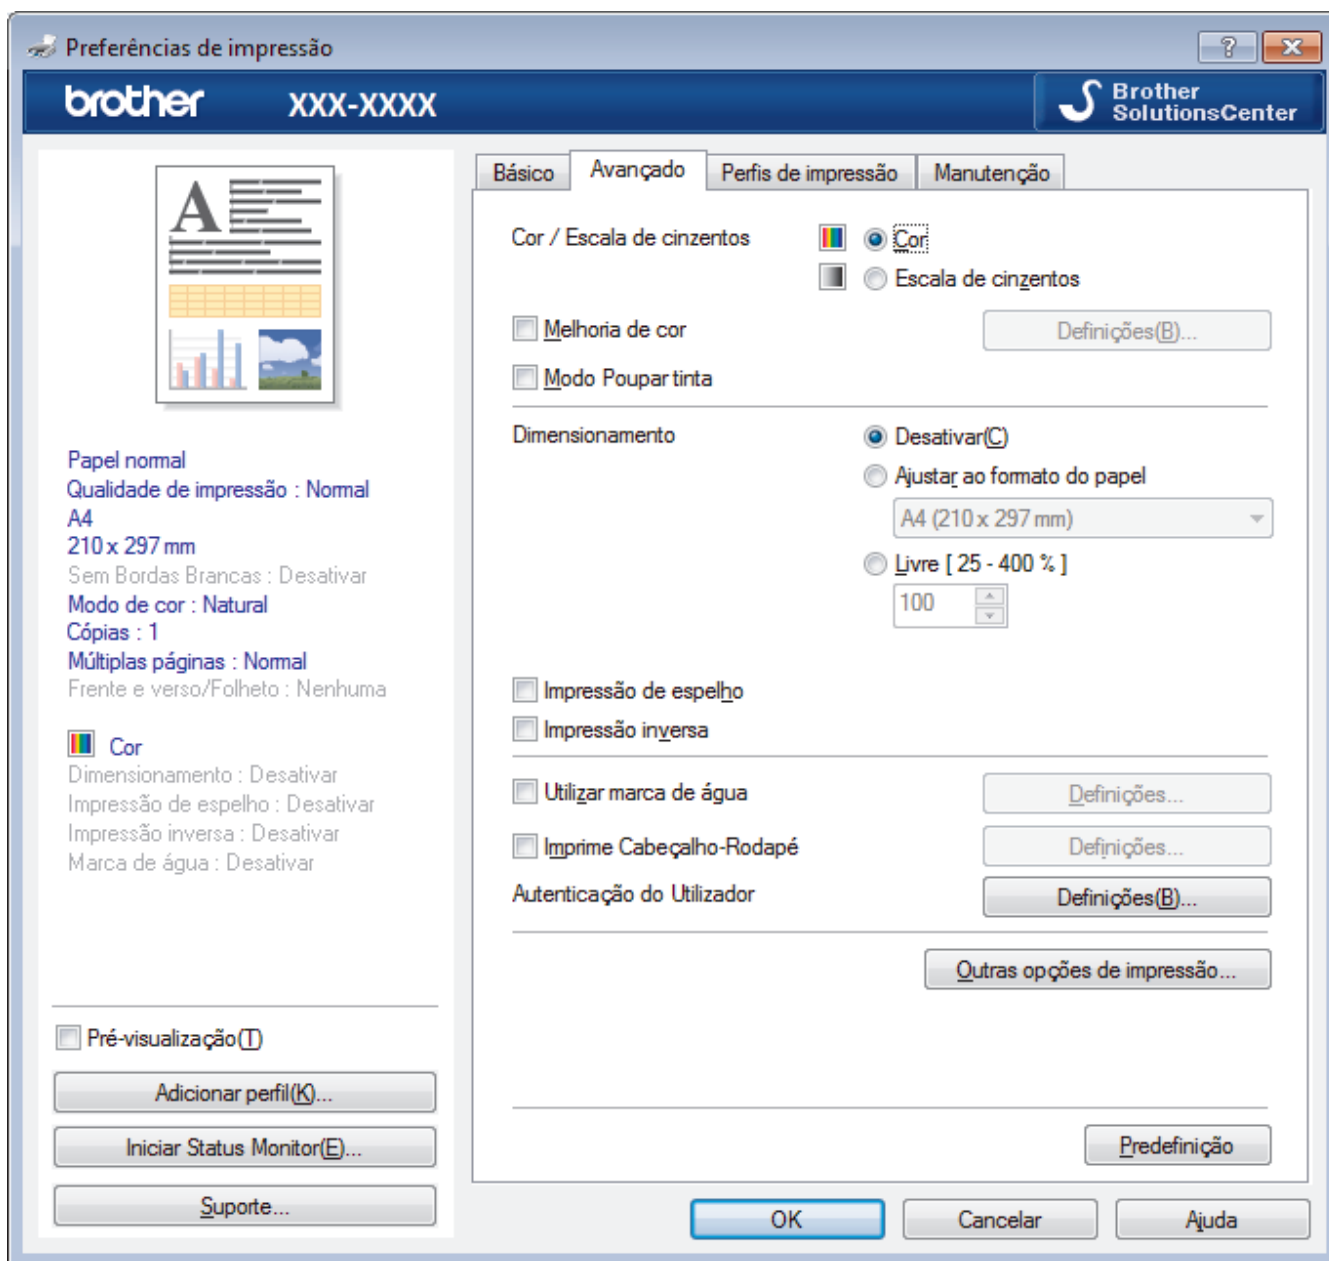 Preferências de impressão
brother XXX-XXXX
Brother
SolutionsCenter
A
Papel normal
Qualidade de impressão : Normal
A4
210 x 297 mm
Sem Bordas Brancas : Desativar
Modo de cor : Natural
Cópias : 1
Múltiplas páginas : Normal
Frente e verso/Folheto : Nenhuma
Cor
Dimensionamento : Desativar
Impressão de espelho : Desativar
Impressão inversa : Desativar
Marca de água : Desativar
Pré-visualização(T)
Adicionar perfil(K)...
Iniciar Status Monitor(E)...
Suporte...
Básico Avançado Perfis de impressão Manutenção
Cor / Escala de cinzentos Cor
Escala de cinzentos
Melhoria de cor Definições(B)...
Modo Poupar tinta
Dimensionamento Desativar(C)
Ajustar ao formato do papel
A4 (210 x 297 mm)
Livre [ 25 - 400 % ]
100
Impressão de espelho
Impressão inversa
Utilizar marca de água Definições...
Imprime Cabeçalho-Rodapé Definições...
Autenticação do Utilizador Definições(B)...
Outras opções de impressão...
Predefinição
OK Cancelar Ajuda